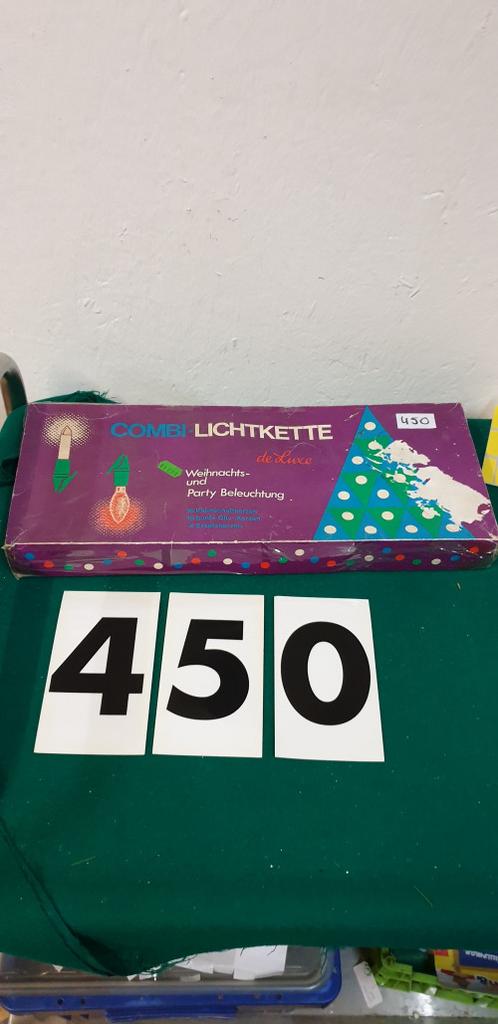 COMBI-LICHTKETTE
450
de Luxe
Weihnachts-
und
Party Beleuchtung
450